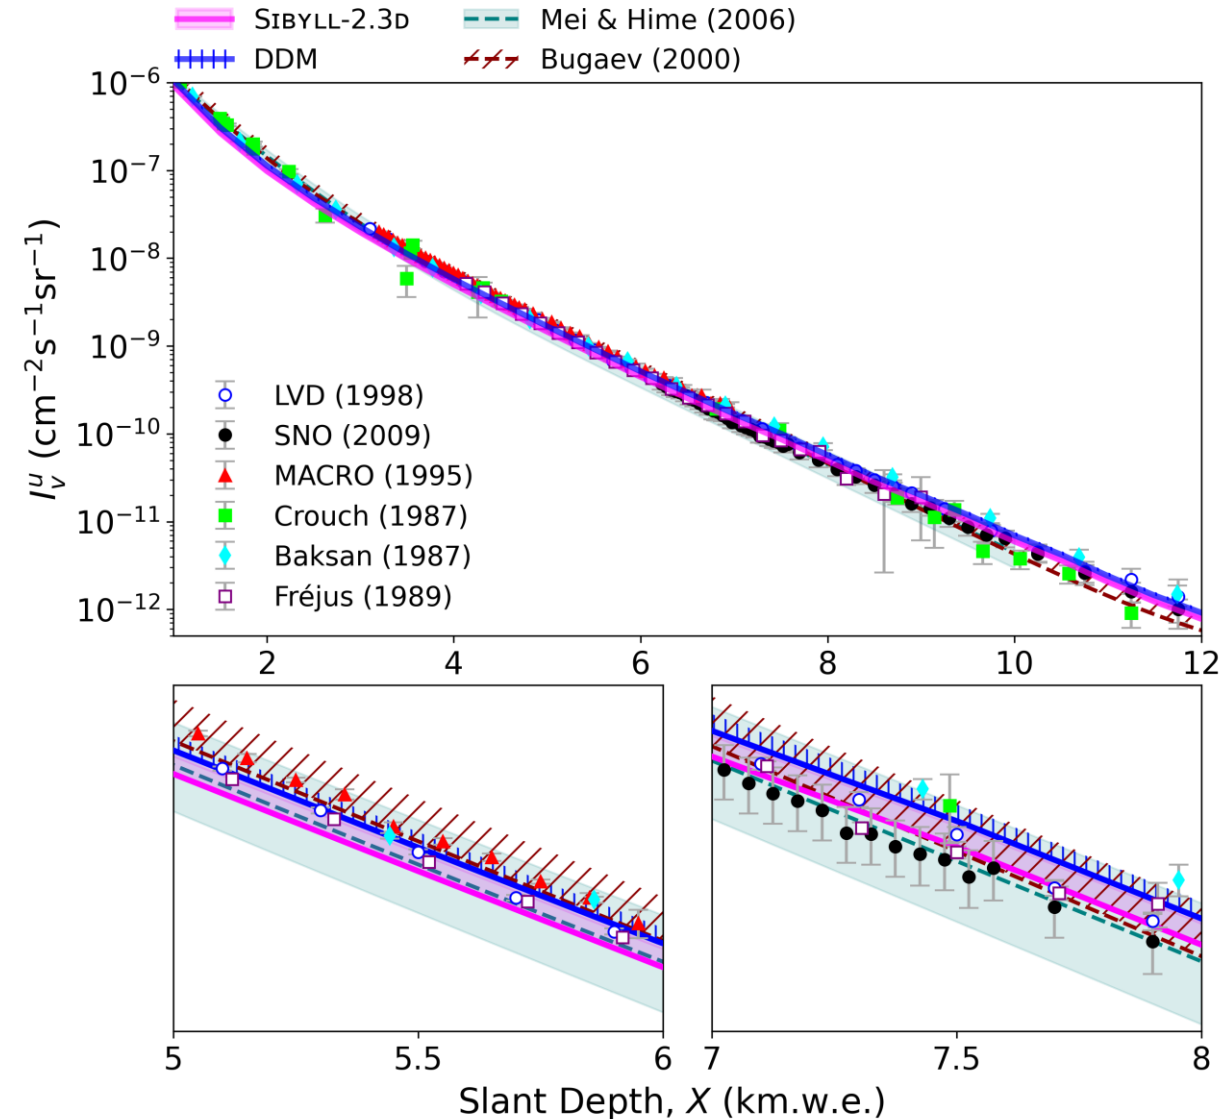 SIBYLL-2.3D Mei & Hime (2006)
DDM Bugaev (2000)
10⁻⁶
10⁻⁷
10⁻⁸
10⁻⁹
10⁻¹⁰
10⁻¹¹
10⁻¹²
Iᵥᵘ (cm⁻²s⁻¹sr⁻¹)
LVD (1998)
SNO (2009)
MACRO (1995)
Crouch (1987)
Baksan (1987)
Fréjus (1989)
2 4 6 8 10 12
5 5.5 6 7 7.5 8
Slant Depth, X (km.w.e.)